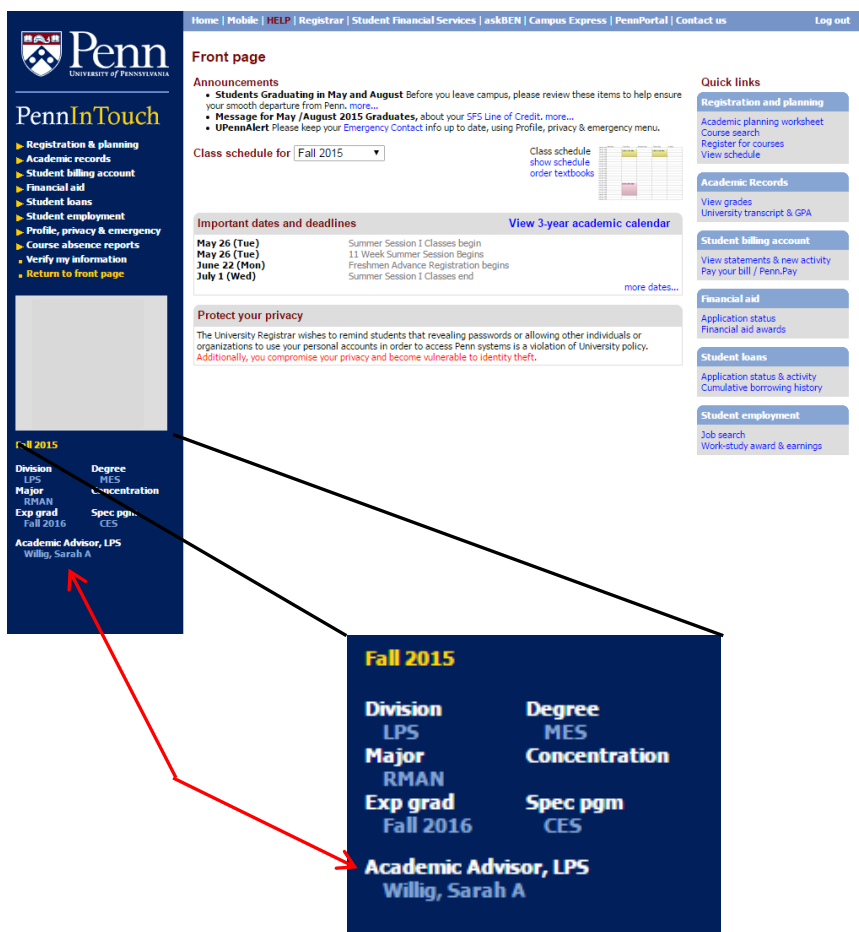 Home | Mobile | HELP | Registrar | Student Financial Services | askBEN | Campus Express | PennPortal | Contact us
Log out
Penn
UNIVERSITY of PENNSYLVANIA
PennInTouch
Registration & planning
Academic records
Student billing account
Financial aid
Student loans
Student employment
Profile, privacy & emergency
Course absence reports
Verify my information
Return to front page
Fall 2015
Division Degree
LPS MES
Major Concentration
RMAN
Exp grad Spec pgm
Fall 2016 CES
Academic Advisor, LPS
Willig, Sarah A
Front page
Announcements
• Students Graduating in May and August Before you leave campus, please review these items to help ensure
your smooth departure from Penn. more...
• Message for May /August 2015 Graduates, about your SFS Line of Credit. more...
• UPennAlert Please keep your Emergency Contact info up to date, using Profile, privacy & emergency menu.
Class schedule for Fall 2015
Class schedule
show schedule
order textbooks
Important dates and deadlines View 3-year academic calendar
May 26 (Tue) Summer Session I Classes begin
May 26 (Tue) 11 Week Summer Session Begins
June 22 (Mon) Freshmen Advance Registration begins
July 1 (Wed) Summer Session I Classes end
more dates...
Protect your privacy
The University Registrar wishes to remind students that revealing passwords or allowing other individuals or
organizations to use your personal accounts in order to access Penn systems is a violation of University policy.
Additionally, you compromise your privacy and become vulnerable to identity theft.
Quick links
Registration and planning
Academic planning worksheet
Course search
Register for courses
View schedule
Academic Records
View grades
University transcript & GPA
Student billing account
View statements & new activity
Pay your bill / Penn.Pay
Financial aid
Application status
Financial aid awards
Student loans
Application status & activity
Cumulative borrowing history
Student employment
Job search
Work-study award & earnings
Fall 2015
Division Degree
LPS MES
Major Concentration
RMAN
Exp grad Spec pgm
Fall 2016 CES
Academic Advisor, LPS
Willig, Sarah A